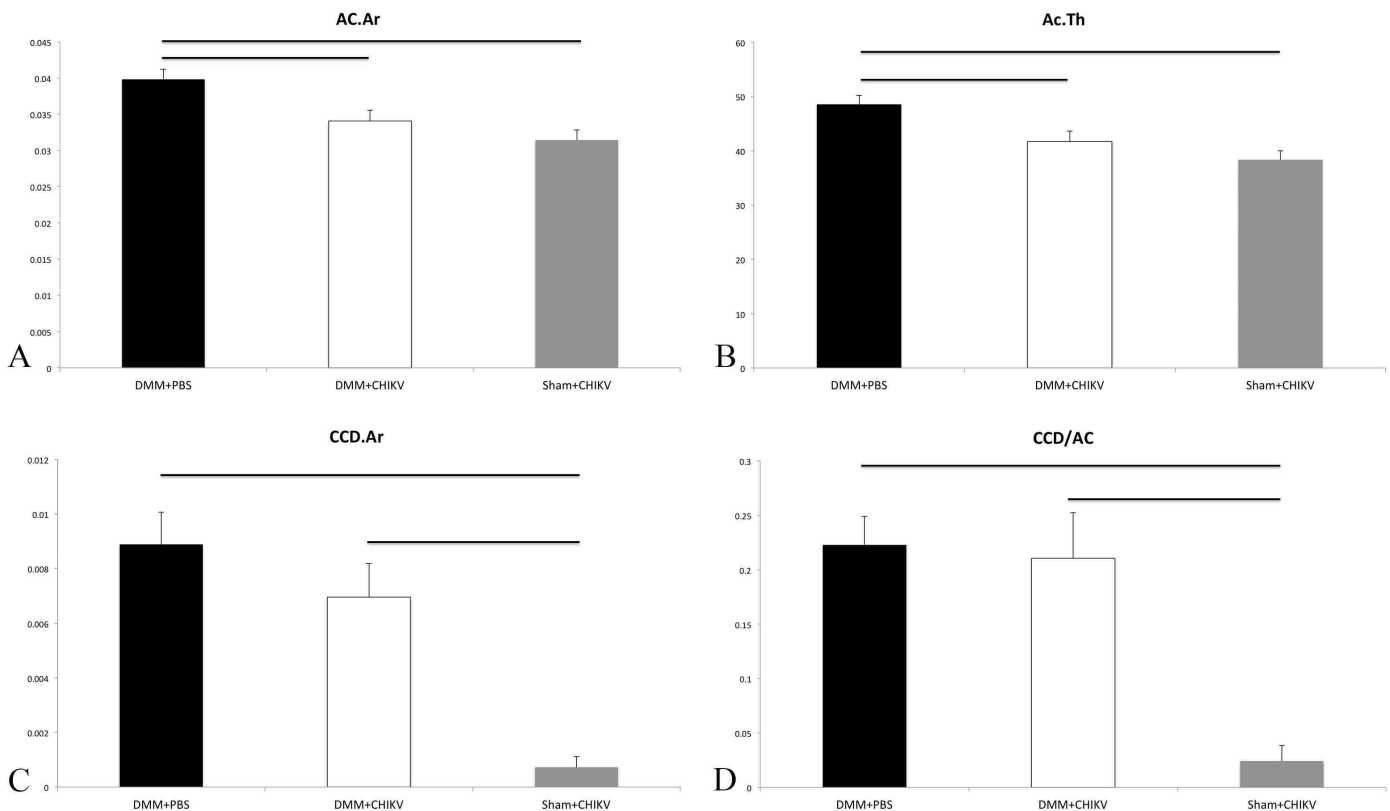 AC.Ar
0.045
0.04
0.035
0.03
0.025
0.02
0.015
0.01
0.005
0
DMM+PBS DMM+CHIKV Sham+CHIKV
A
Ac.Th
60
50
40
30
20
10
0
DMM+PBS DMM+CHIKV Sham+CHIKV
B
CCD.Ar
0.012
0.01
0.008
0.006
0.004
0.002
0
DMM+PBS DMM+CHIKV Sham+CHIKV
C
CCD/AC
0.3
0.25
0.2
0.15
0.1
0.05
0
DMM+PBS DMM+CHIKV Sham+CHIKV
D